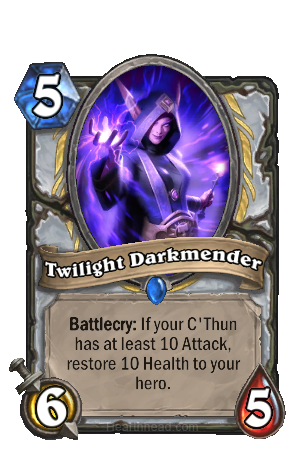 5
Twilight Darkmender
Battlecry: If your C'Thun
has at least 10 Attack,
restore 10 Health to your
hero.
6
5